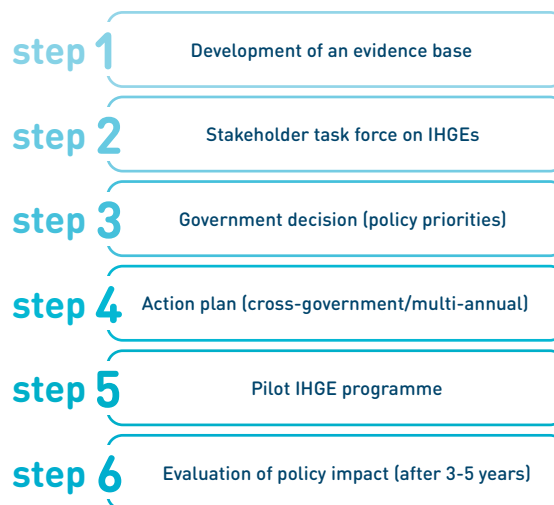 step 1 Development of an evidence base
step 2 Stakeholder task force on IHGEs
step 3 Government decision (policy priorities)
step 4 Action plan (cross-government/multi-annual)
step 5 Pilot IHGE programme
step 6 Evaluation of policy impact (after 3-5 years)